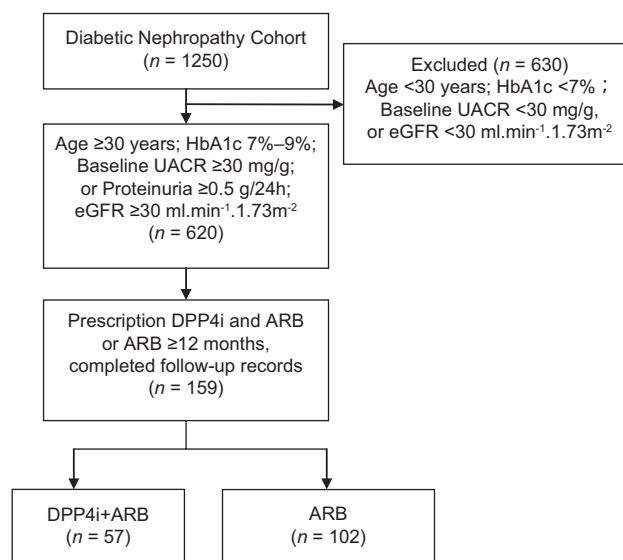 Diabetic Nephropathy Cohort
(n = 1250)
Excluded (n = 630)
Age <30 years; HbA1c <7% ;
Baseline UACR <30 mg/g,
or eGFR <30 ml.min⁻¹.1.73m⁻²
Age ≥30 years; HbA1c 7%–9%;
Baseline UACR ≥30 mg/g;
or Proteinuria ≥0.5 g/24h;
eGFR ≥30 ml.min⁻¹.1.73m⁻²
(n = 620)
Prescription DPP4i and ARB
or ARB ≥12 months,
completed follow-up records
(n = 159)
DPP4i+ARB
(n = 57)
ARB
(n = 102)